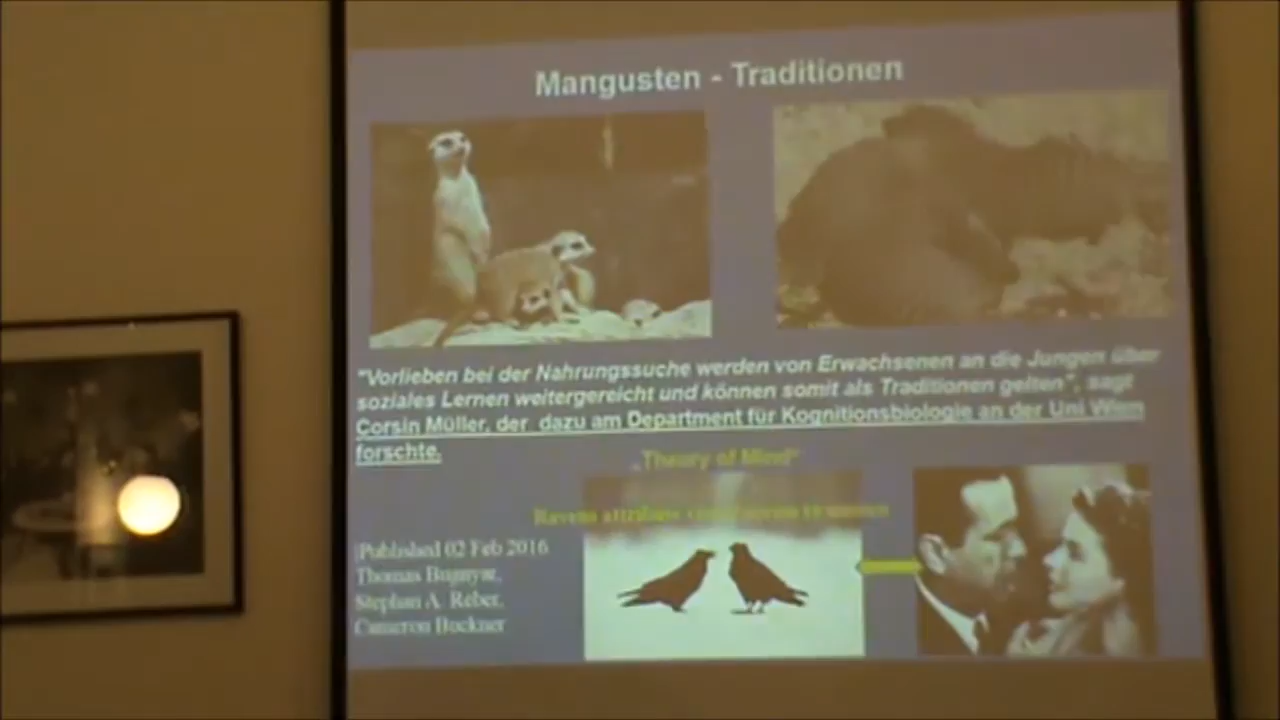 Mangusten - Traditionen
"Vorlieben bei der Nahrungssuche werden von Erwachsenen an die Jungen über
soziales Lernen weitergereicht und können somit als Traditionen gelten", sagt
Corsin Müller, der dazu am Department für Kognitionsbiologie an der Uni Wien
forschte.
„Theory of Mind“
Ravens attribute
Published 02 Feb 2016
Thomas Bugnyar,
Stephan A. Reber,
Cameron Buckner